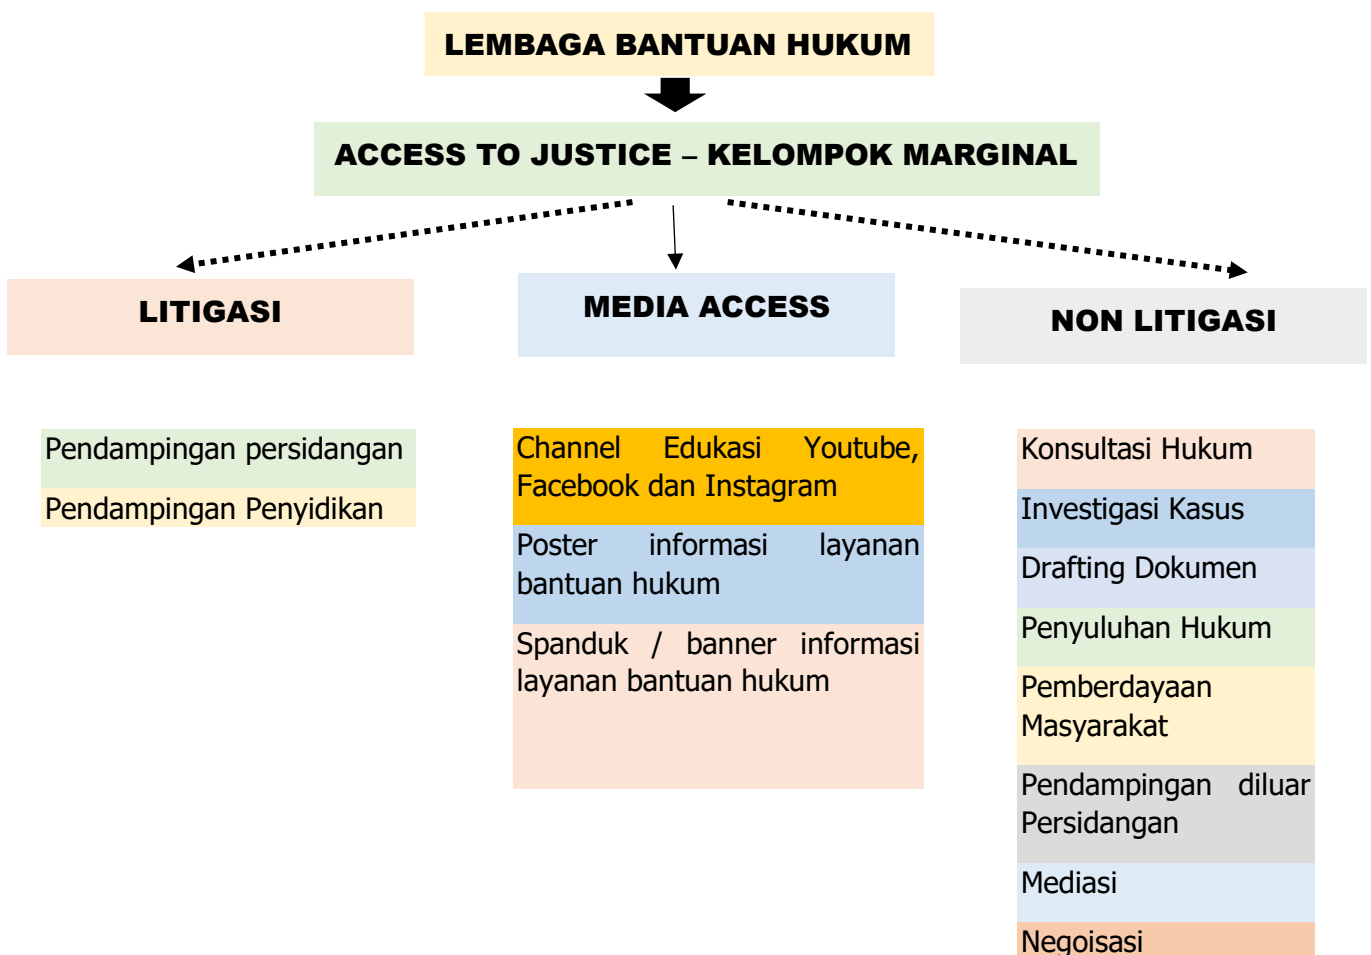 LEMBAGA BANTUAN HUKUM
ACCESS TO JUSTICE – KELOMPOK MARGINAL
LITIGASI
MEDIA ACCESS
NON LITIGASI
Pendampingan persidangan
Pendampingan Penyidikan
Channel Edukasi Youtube,
Facebook dan Instagram
Poster informasi layanan
bantuan hukum
Spanduk / banner informasi
layanan bantuan hukum
Konsultasi Hukum
Investigasi Kasus
Drafting Dokumen
Penyuluhan Hukum
Pemberdayaan
Masyarakat
Pendampingan diluar
Persidangan
Mediasi
Negoisasi